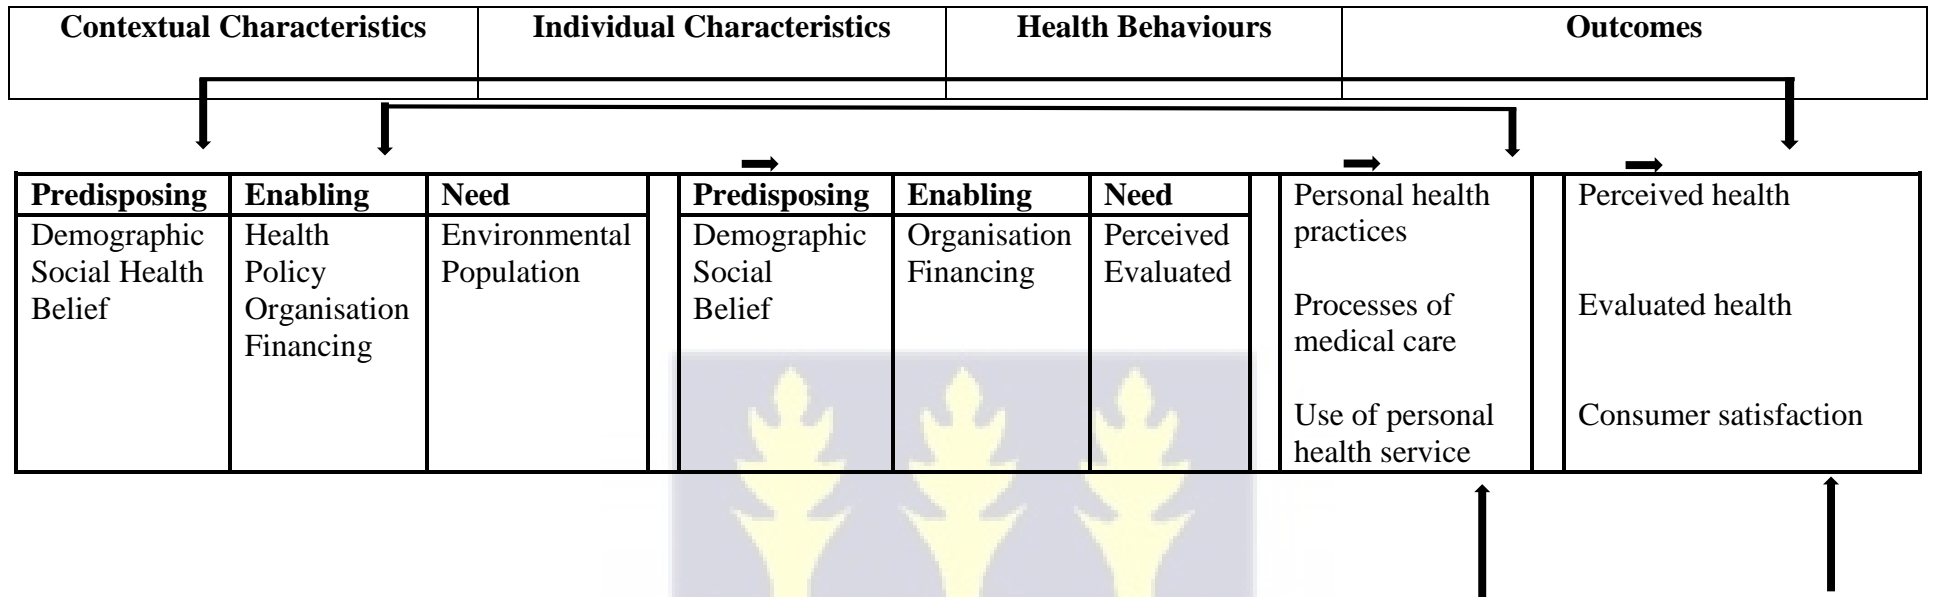 Contextual Characteristics
Individual Characteristics
Health Behaviours
Outcomes
Predisposing
Demographic
Social Health
Belief
Enabling
Health
Policy
Organisation
Financing
Need
Environmental
Population
Predisposing
Demographic
Social
Belief
Enabling
Organisation
Financing
Need
Perceived
Evaluated
Personal health
practices
Processes of
medical care
Use of personal
health service
Perceived health
Evaluated health
Consumer satisfaction